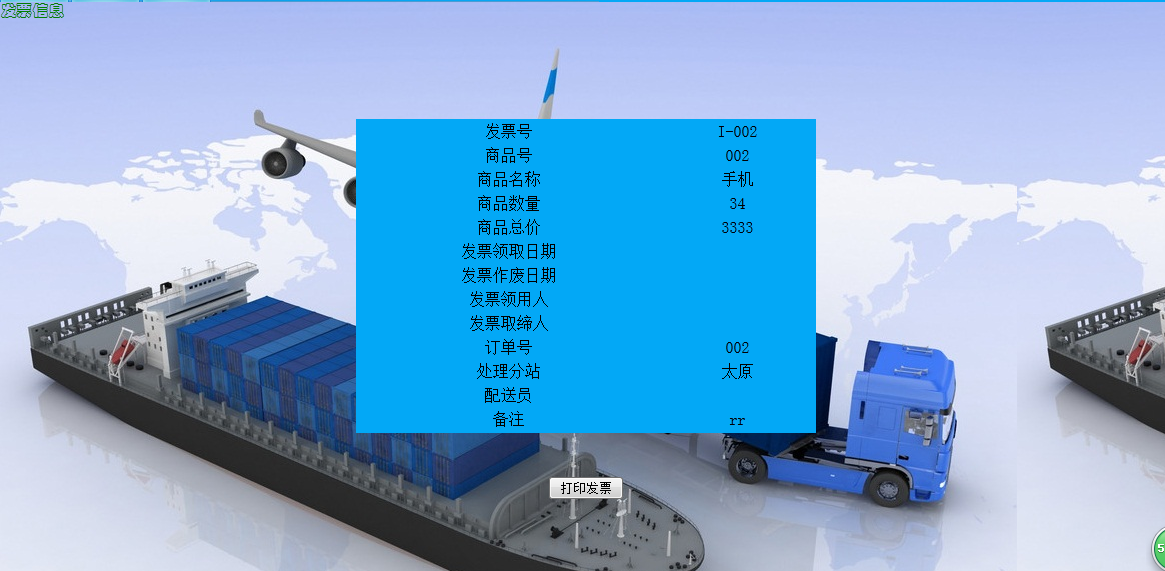 发票信息
发票号 I-002
商品号 002
商品名称 手机
商品数量 34
商品总价 3333
发票领取日期
发票作废日期
发票领用人
发票取缔人
订单号 002
处理分站 太原
配送员
备注 rr
打印发票